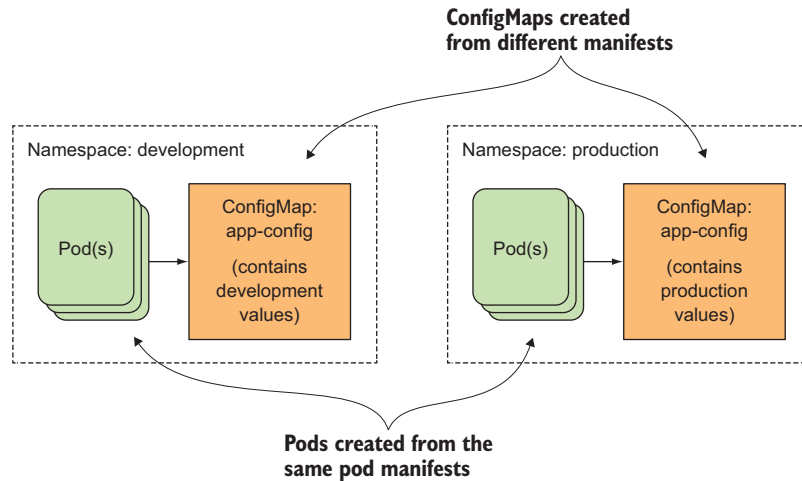 ConfigMaps created
from different manifests
Namespace: development
Namespace: production
Pod(s)
ConfigMap:
app-config
(contains
development
values)
Pod(s)
ConfigMap:
app-config
(contains
production
values)
Pods created from the
same pod manifests